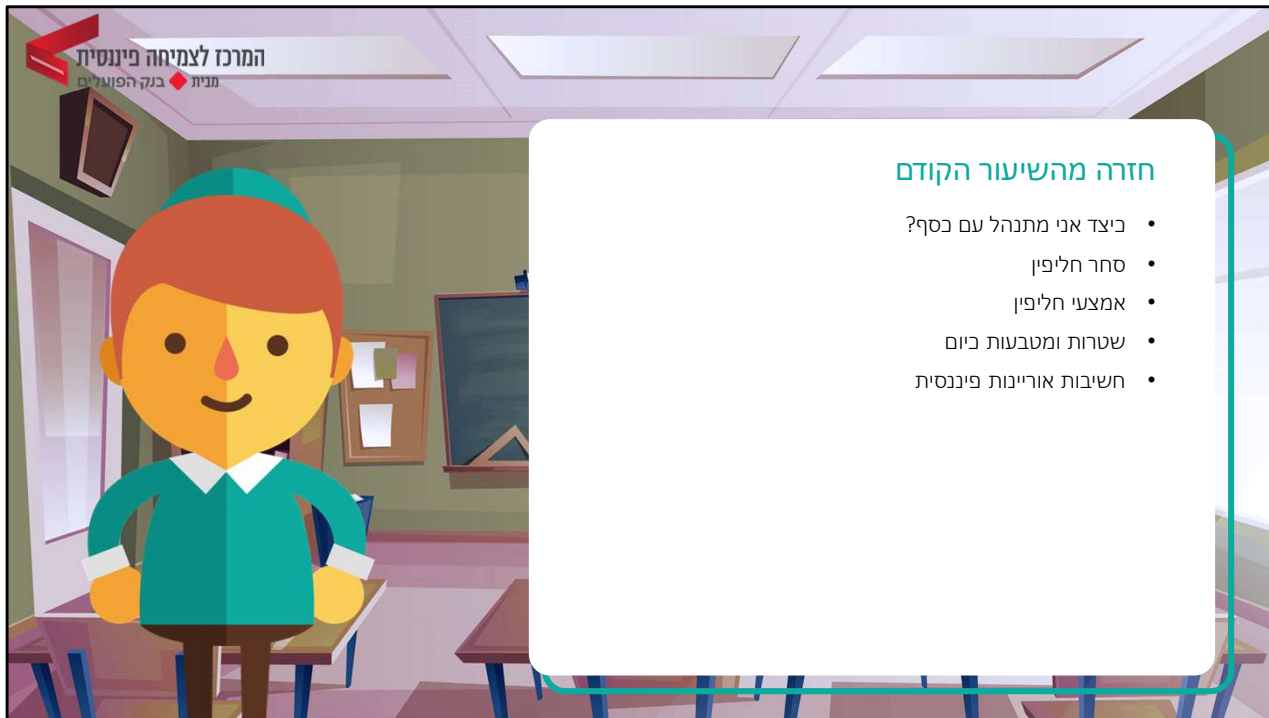 המרכז לצמיחה פיננסית
מבית בנק הפועלים
חזרה מהשיעור הקודם
• כיצד אני מתנהל עם כסף?
• סחר חליפין
• אמצעי חליפין
• שטרות ומטבעות כיום
• חשיבות אוריינות פיננסית